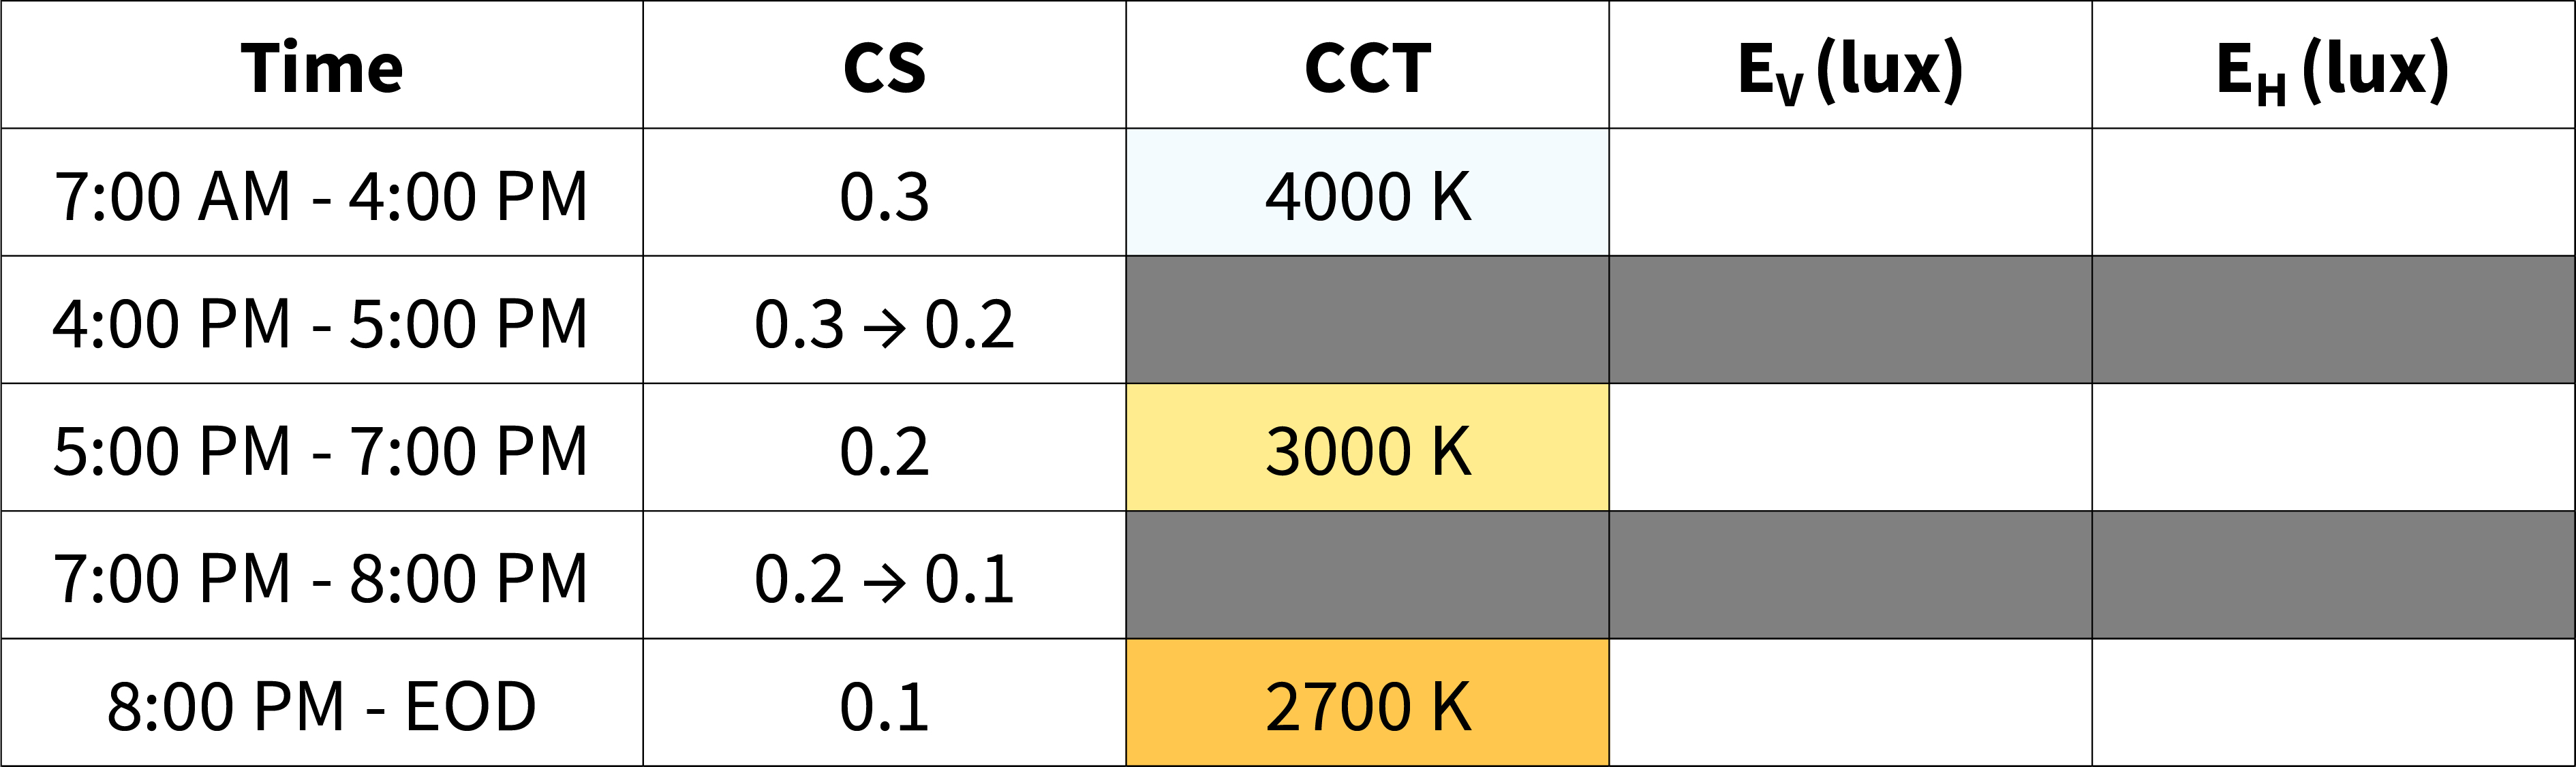 Time CS CCT EV (lux) EH (lux)
7:00 AM - 4:00 PM 0.3 4000 K
4:00 PM - 5:00 PM 0.3 → 0.2
5:00 PM - 7:00 PM 0.2 3000 K
7:00 PM - 8:00 PM 0.2 → 0.1
8:00 PM - EOD 0.1 2700 K